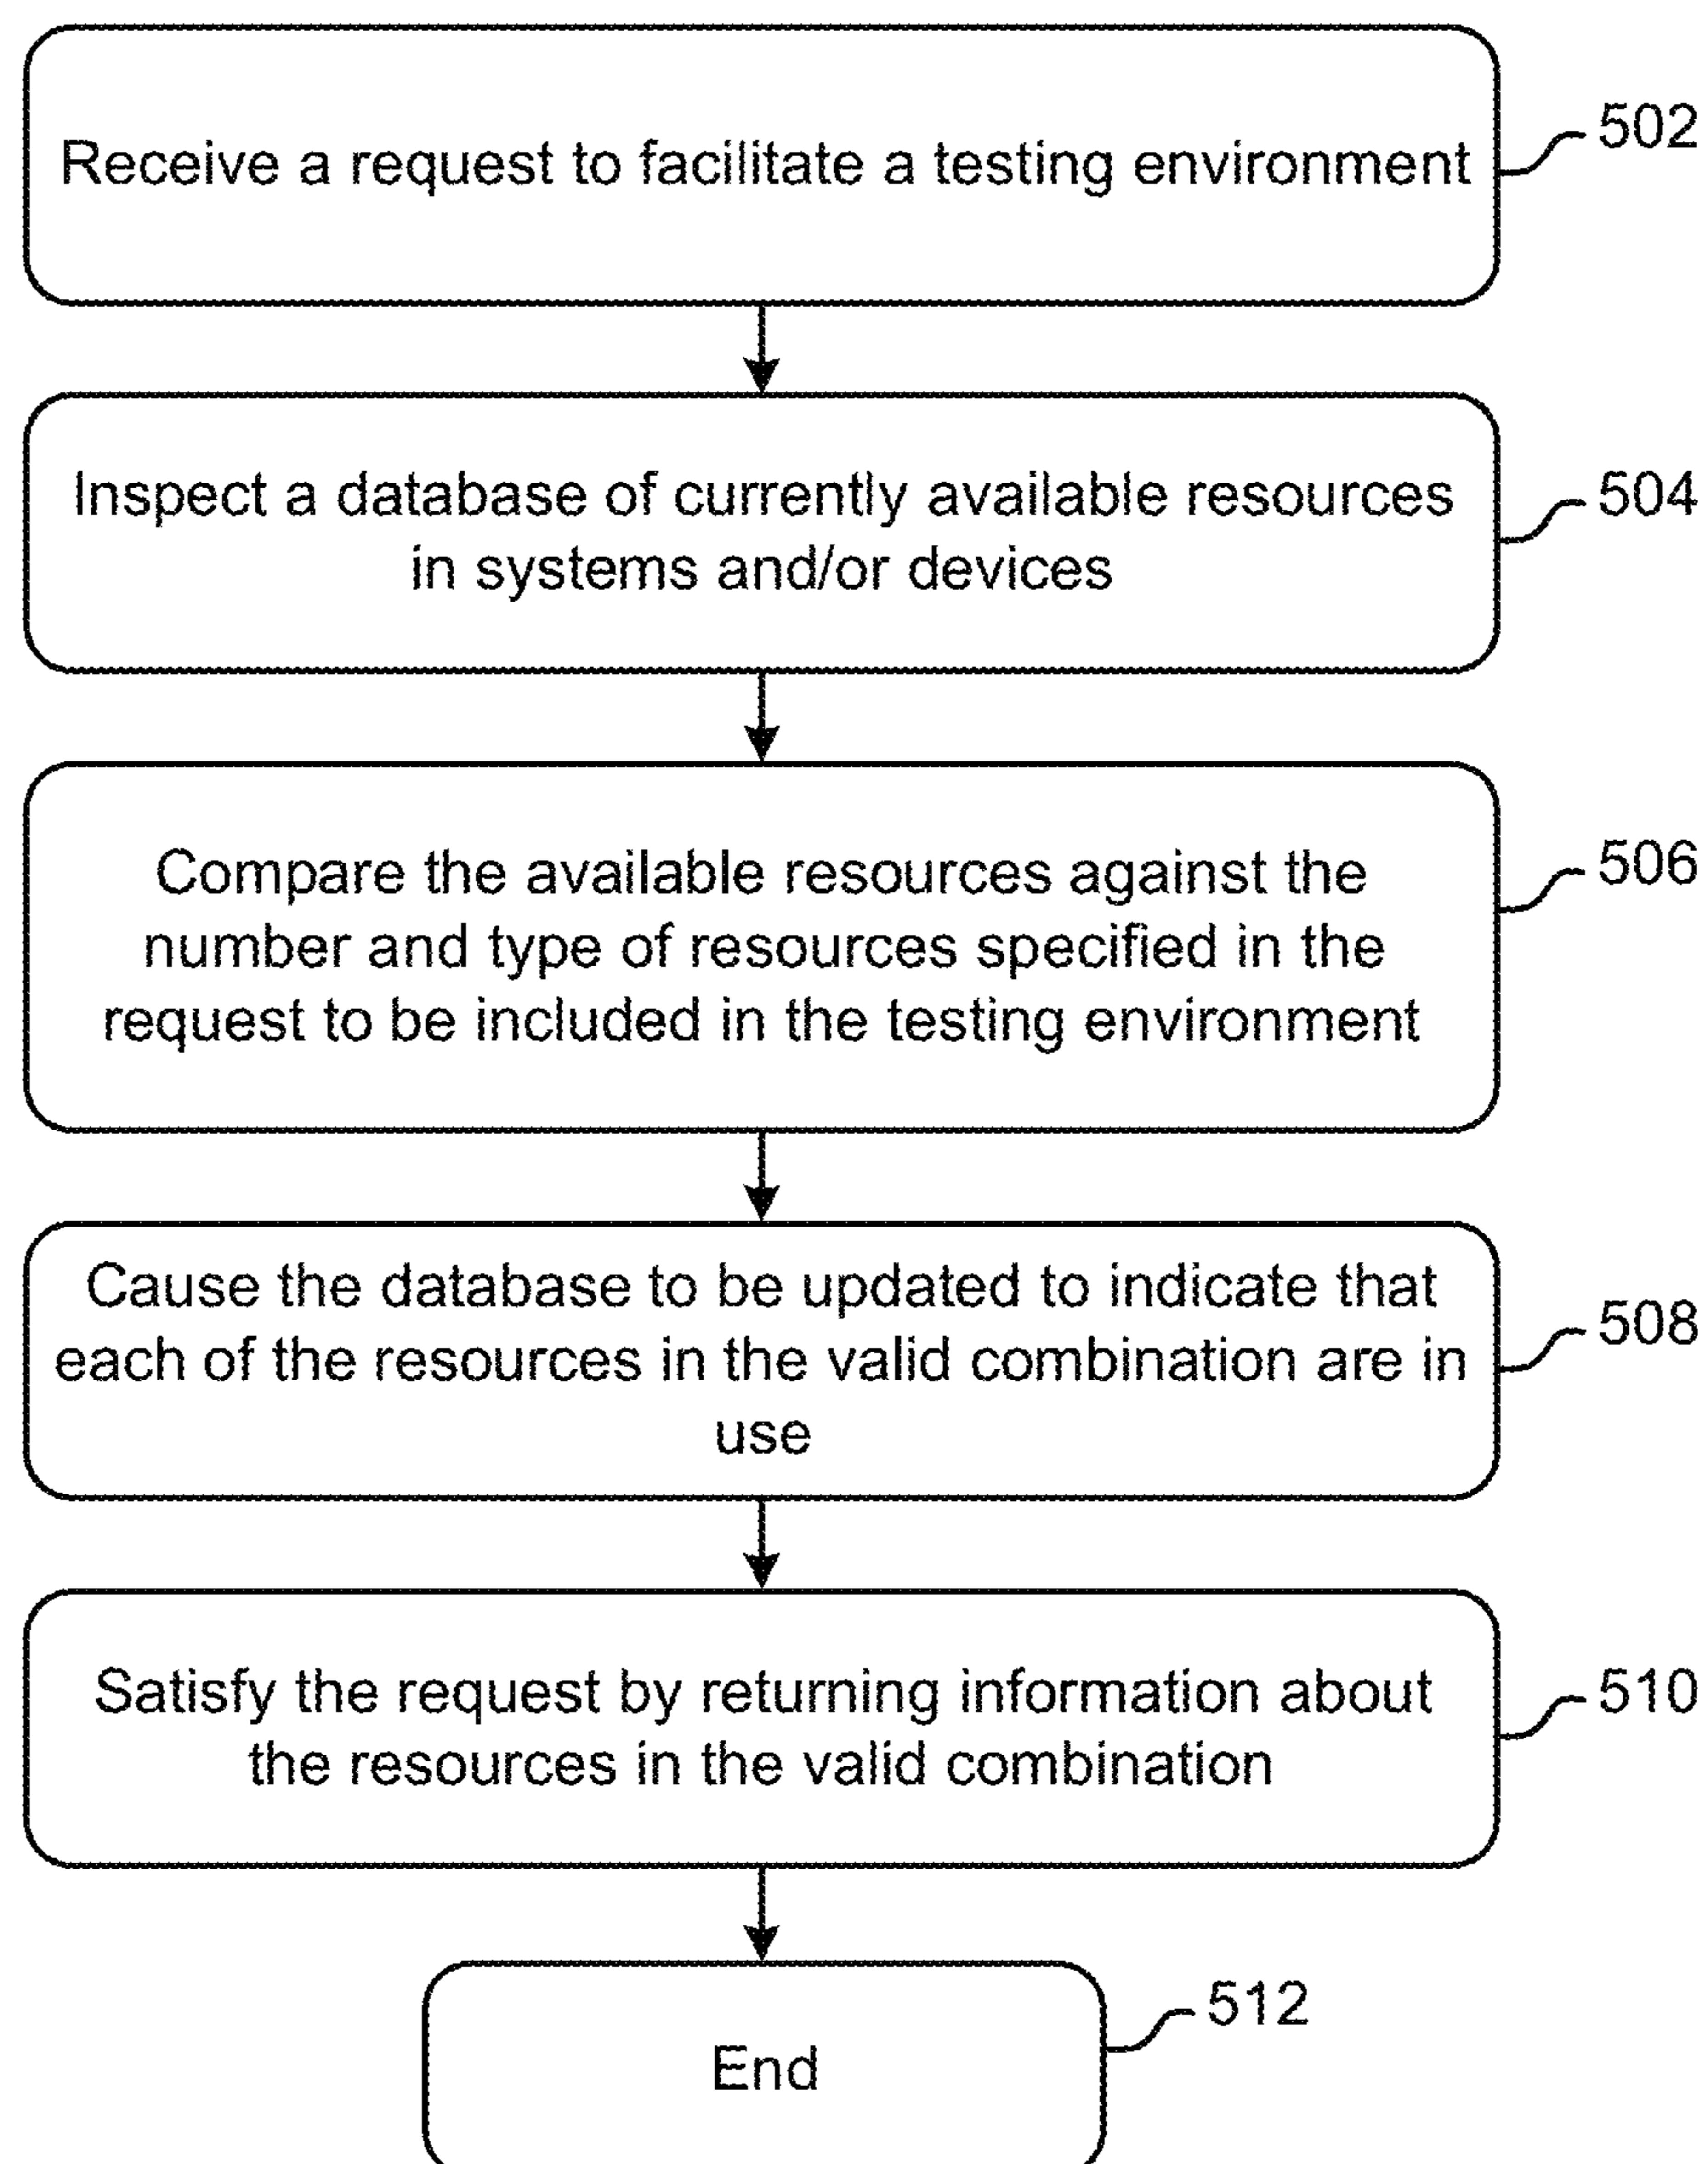 Receive a request to facilitate a testing environment
502
Inspect a database of currently available resources
in systems and/or devices
504
Compare the available resources against the
number and type of resources specified in the
request to be included in the testing environment
506
Cause the database to be updated to indicate that
each of the resources in the valid combination are in
use
508
Satisfy the request by returning information about
the resources in the valid combination
510
End
512